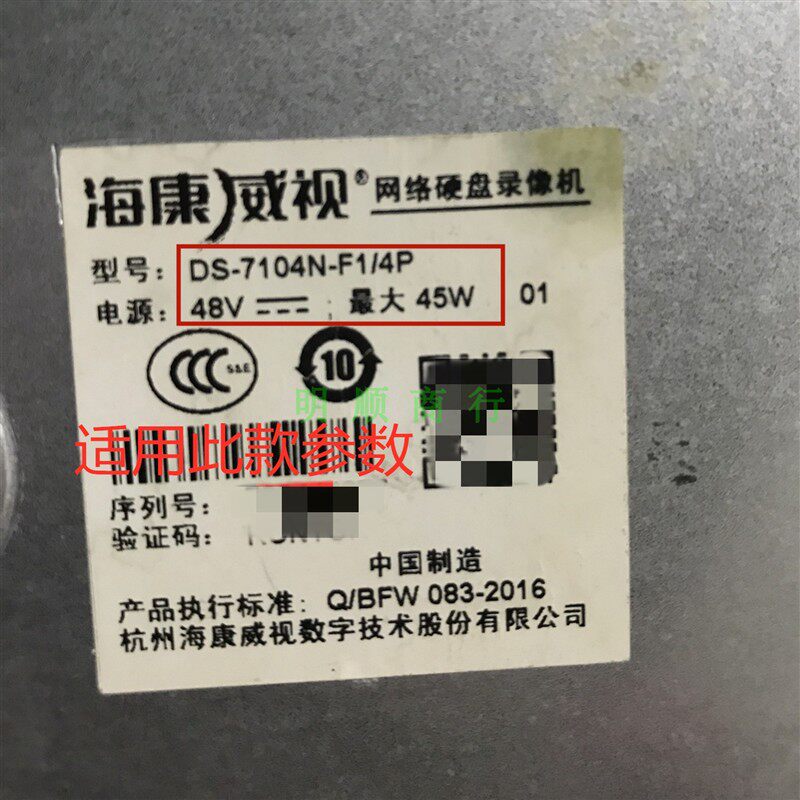 海康威视® 网络硬盘录像机
型号： DS-7104N-F1/4P
电源： 48V ; 最大 45W 01
CCC S&E 10
明顺商行
适用此款参数
序列号：
验证码：
中国制造
产品执行标准： Q/BFW 083-2016
杭州海康威视数字技术股份有限公司